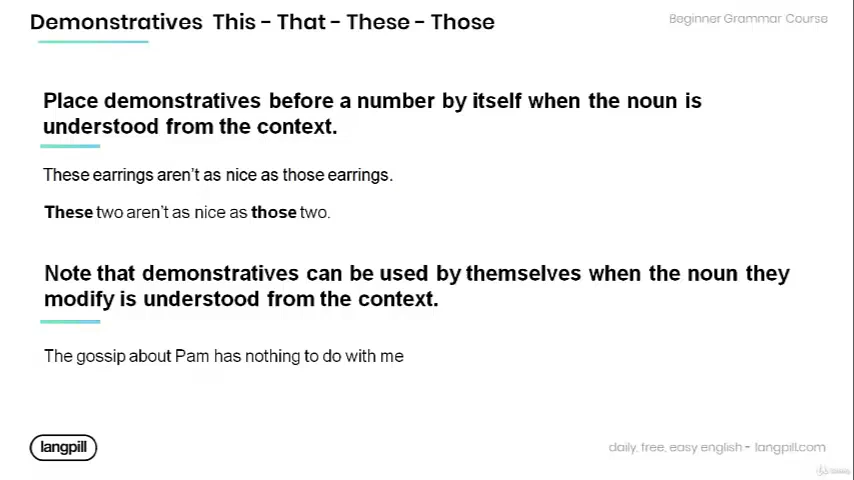 Demonstratives This - That - These - Those
Beginner Grammar Course
Place demonstratives before a number by itself when the noun is
understood from the context.
These earrings aren't as nice as those earrings.
These two aren't as nice as those two.
Note that demonstratives can be used by themselves when the noun they
modify is understood from the context.
The gossip about Pam has nothing to do with me
langpill
daily, free, easy english - langpill.com